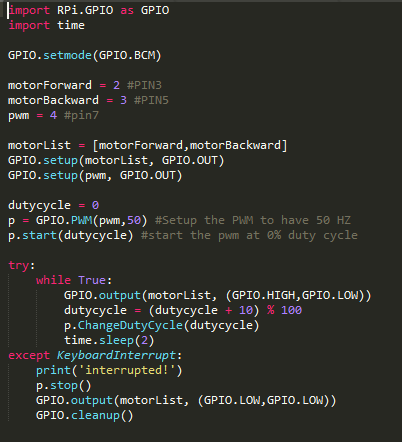 import RPi.GPIO as GPIO
import time

GPIO.setmode(GPIO.BCM)

motorForward = 2 #PIN3
motorBackward = 3 #PIN5
pwm = 4 #pin7

motorList = [motorForward,motorBackward]
GPIO.setup(motorList, GPIO.OUT)
GPIO.setup(pwm, GPIO.OUT)

dutycycle = 0
p = GPIO.PWM(pwm,50) #Setup the PWM to have 50 HZ
p.start(dutycycle) #start the pwm at 0% duty cycle

try:
    while True:
        GPIO.output(motorList, (GPIO.HIGH,GPIO.LOW))
        dutycycle = (dutycycle + 10) % 100
        p.ChangeDutyCycle(dutycycle)
        time.sleep(2)
except KeyboardInterrupt:
    print('interrupted!')
    p.stop()
    GPIO.output(motorList, (GPIO.LOW,GPIO.LOW))
    GPIO.cleanup()